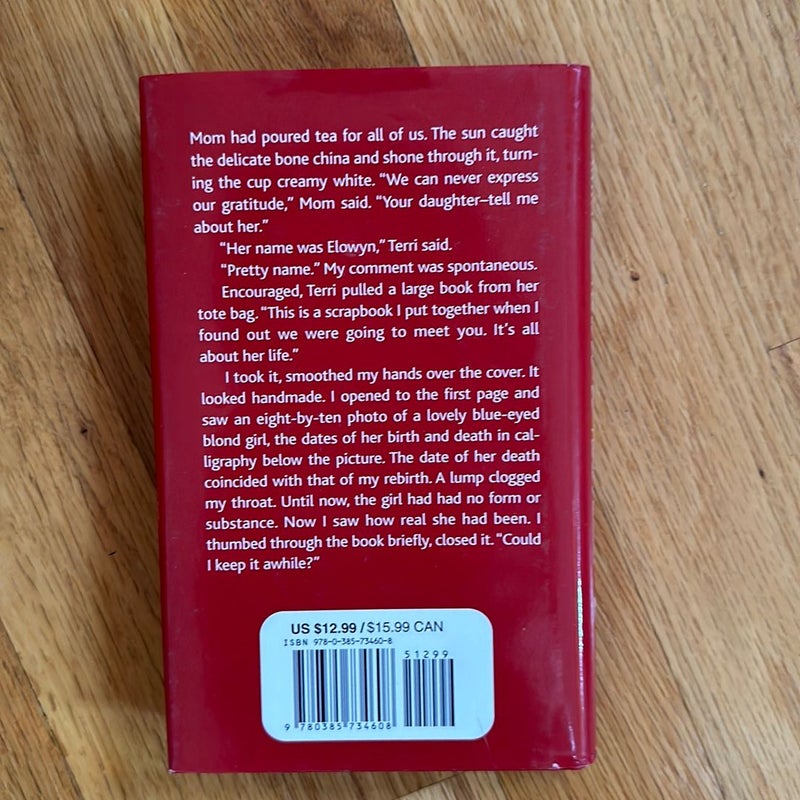 Mom had poured tea for all of us. The sun caught
the delicate bone china and shone through it, turn-
ing the cup creamy white. “We can never express
our gratitude,” Mom said. “Your daughter—tell me
about her.”
“Her name was Elowyn,” Terri said.
“Pretty name.” My comment was spontaneous.
Encouraged, Terri pulled a large book from her
tote bag. “This is a scrapbook I put together when I
found out we were going to meet you. It’s all
about her life.”
I took it, smoothed my hands over the cover. It
looked handmade. I opened to the first page and
saw an eight-by-ten photo of a lovely blue-eyed
blond girl, the dates of her birth and death in cal-
ligraphy below the picture. The date of her death
coincided with that of my rebirth. A lump clogged
my throat. Until now, the girl had had no form or
substance. Now I saw how real she had been. I
thumbed through the book briefly, closed it. “Could
I keep it awhile?”
US $12.99 / $15.99 CAN
ISBN 978-0-385-73460-8
51299
9 780385 734608